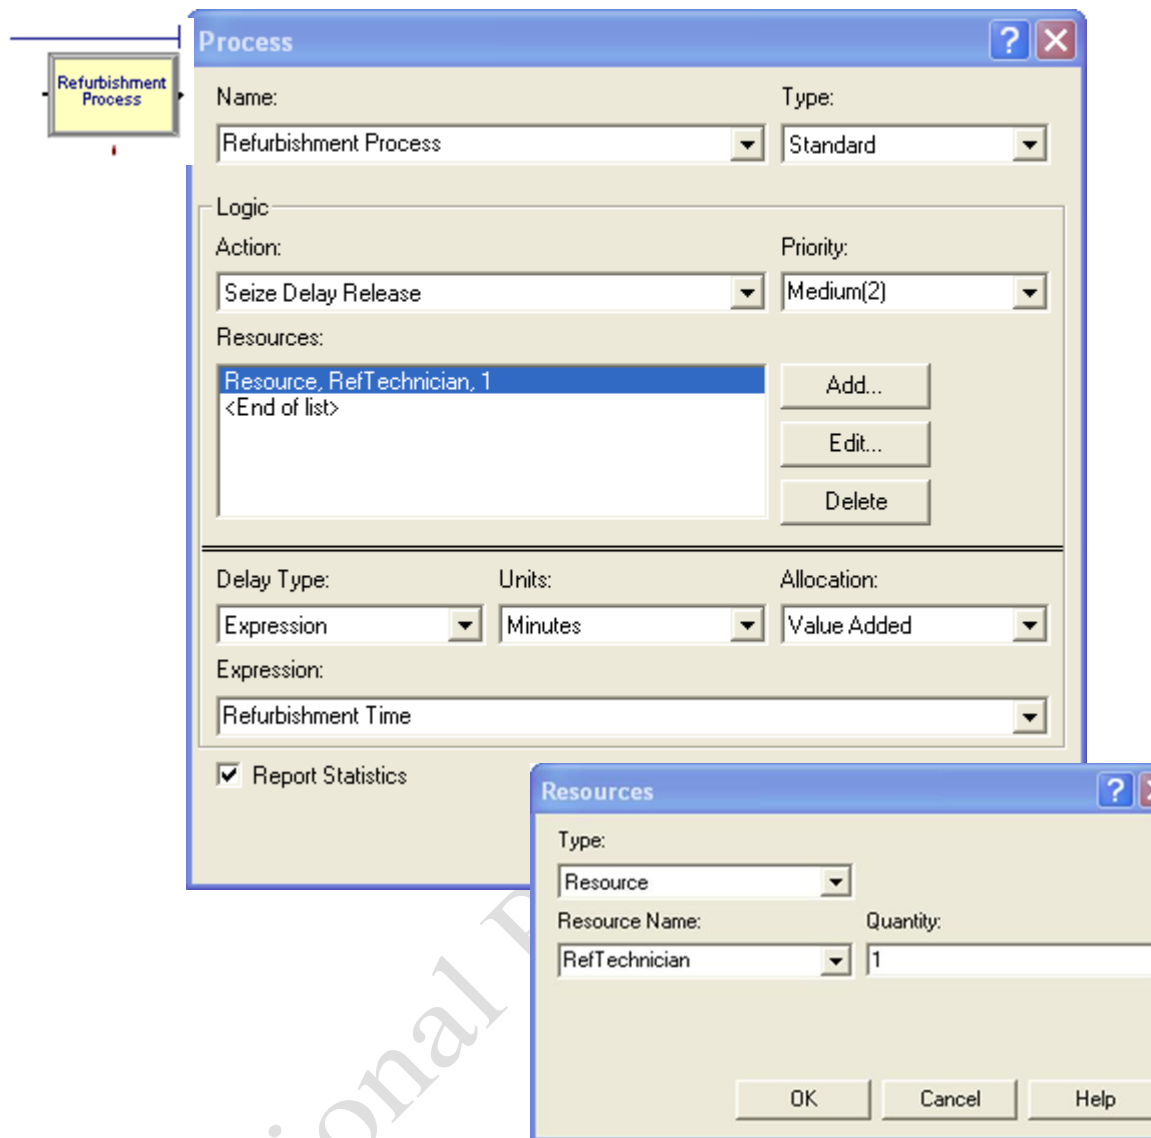 Refurbishment
Process
Process
Name:
Type:
Refurbishment Process
Standard
Logic
Action:
Priority:
Seize Delay Release
Medium(2)
Resources:
Resource, RefTechnician, 1
<End of list>
Add...
Edit...
Delete
Delay Type:
Units:
Allocation:
Expression
Minutes
Value Added
Expression:
Refurbishment Time
Report Statistics
Resources
Type:
Resource
Resource Name:
Quantity:
RefTechnician
1
OK
Cancel
Help